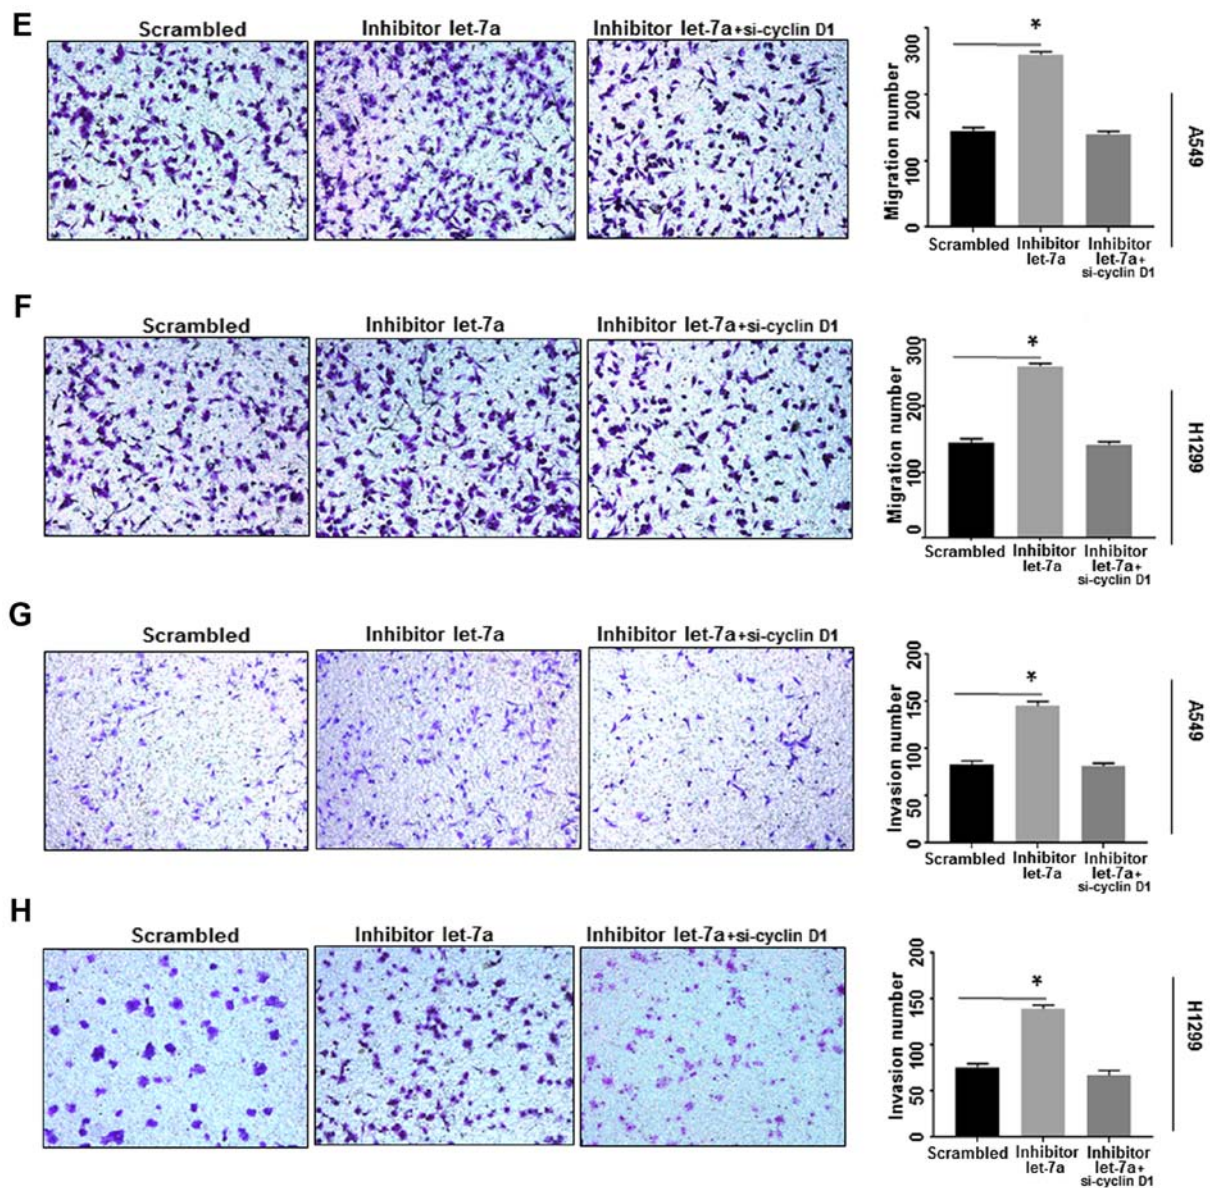 E
Scrambled
Inhibitor let-7a
Inhibitor let-7a+si-cyclin D1
Migration number
300
200
100
0
*
Scrambled
Inhibitor
let-7a
Inhibitor
let-7a+
si-cyclin D1
A549
F
Scrambled
Inhibitor let-7a
Inhibitor let-7a+si-cyclin D1
Migration number
300
200
100
0
*
Scrambled
Inhibitor
let-7a
Inhibitor
let-7a+
si-cyclin D1
H1299
G
Scrambled
Inhibitor let-7a
Inhibitor let-7a+si-cyclin D1
Invasion number
200
150
100
50
0
*
Scrambled
Inhibitor
let-7a
Inhibitor
let-7a+
si-cyclin D1
A549
H
Scrambled
Inhibitor let-7a
Inhibitor let-7a+si-cyclin D1
Invasion number
200
150
100
50
0
*
Scrambled
Inhibitor
let-7a
Inhibitor
let-7a+
si-cyclin D1
H1299